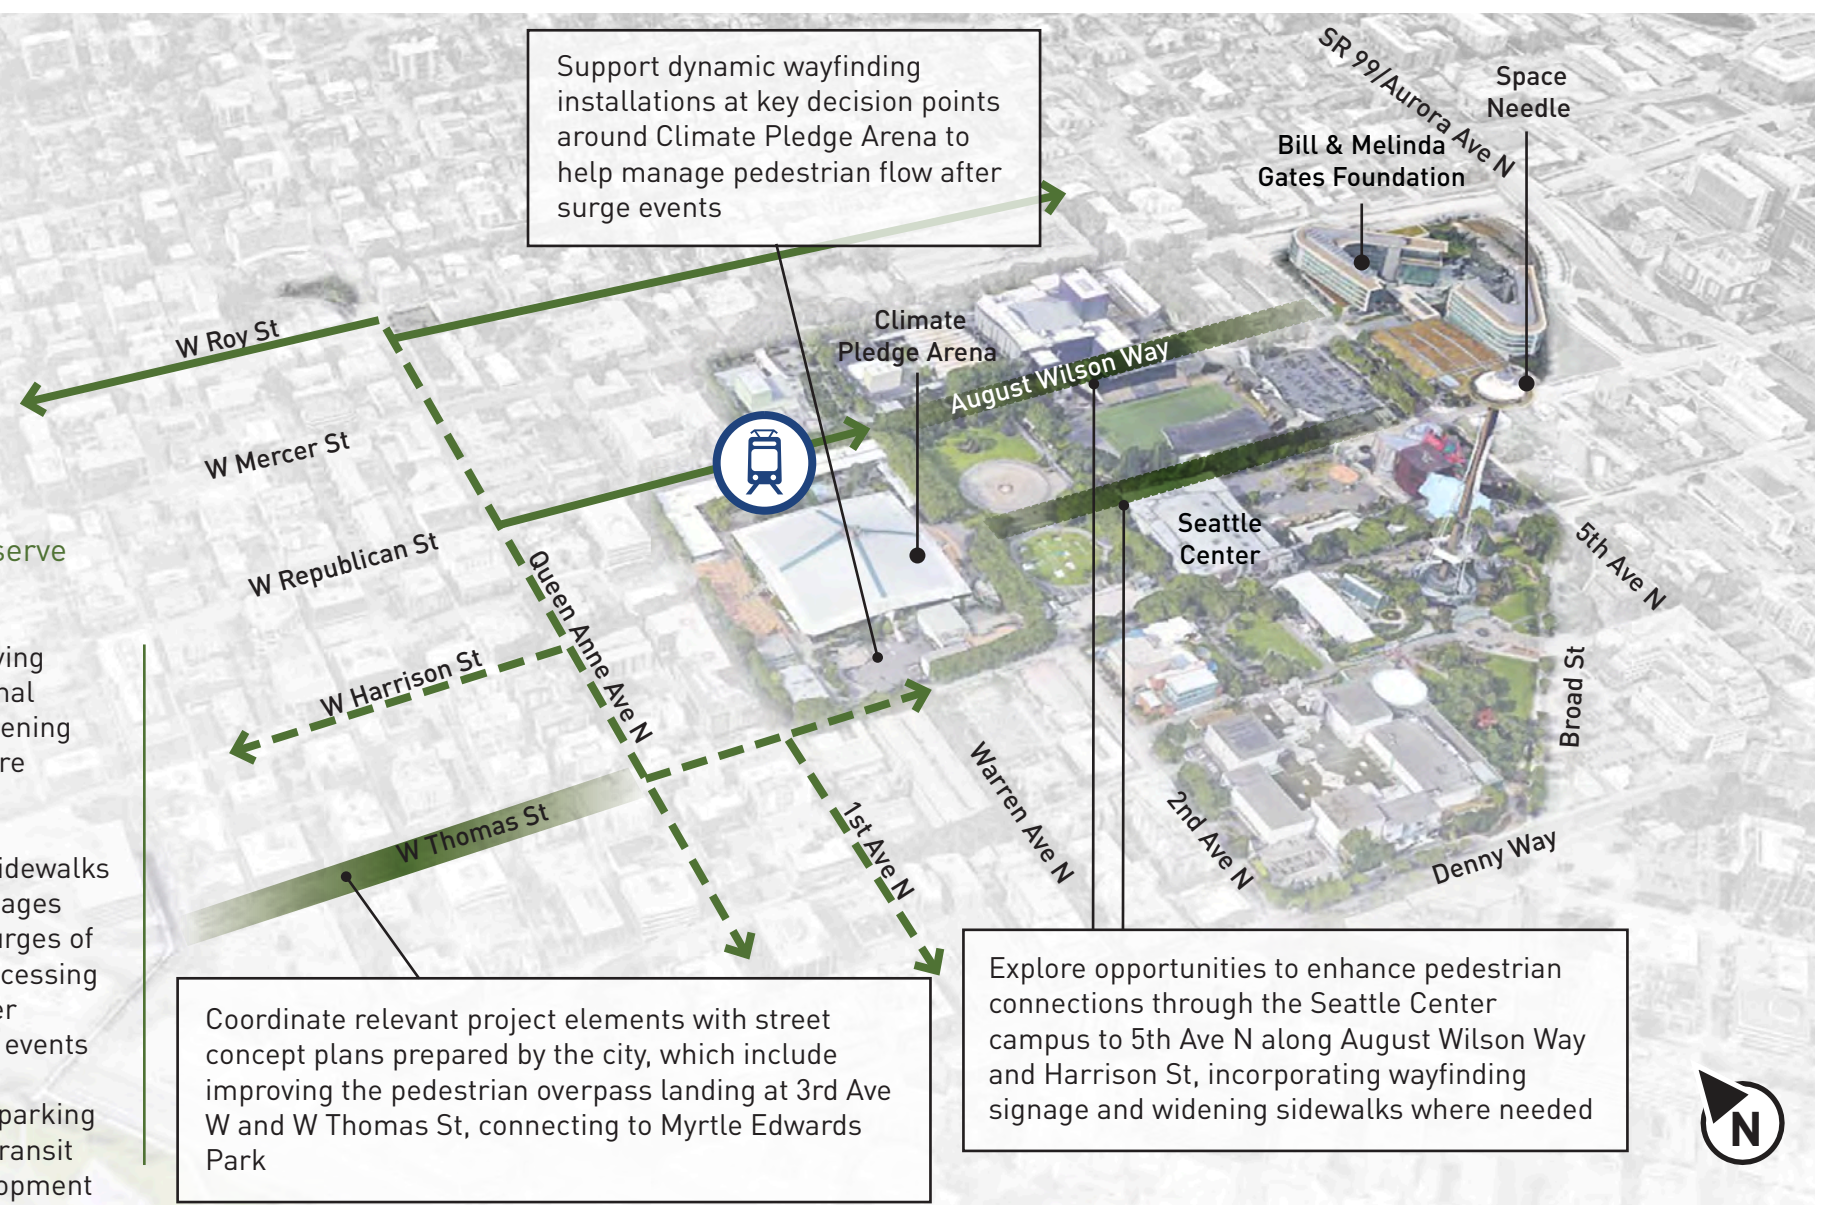 Support dynamic wayfinding
installations at key decision points
around Climate Pledge Arena to
help manage pedestrian flow after
surge events
SR 99/Aurora Ave N
Space
Needle
Bill & Melinda
Gates Foundation
Climate
Pledge Arena
August Wilson Way
W Roy St
W Mercer St
W Republican St
Queen Anne Ave N
W Harrison St
W Thomas St
1st Ave N
Warren Ave N
2nd Ave N
Seattle
Center
5th Ave N
Broad St
Denny Way
serve
ening
idewalks
events
parking
Coordinate relevant project elements with street
concept plans prepared by the city, which include
improving the pedestrian overpass landing at 3rd Ave
W and W Thomas St, connecting to Myrtle Edwards
Park
Explore opportunities to enhance pedestrian
connections through the Seattle Center
campus to 5th Ave N along August Wilson Way
and Harrison St, incorporating wayfinding
signage and widening sidewalks where needed
N